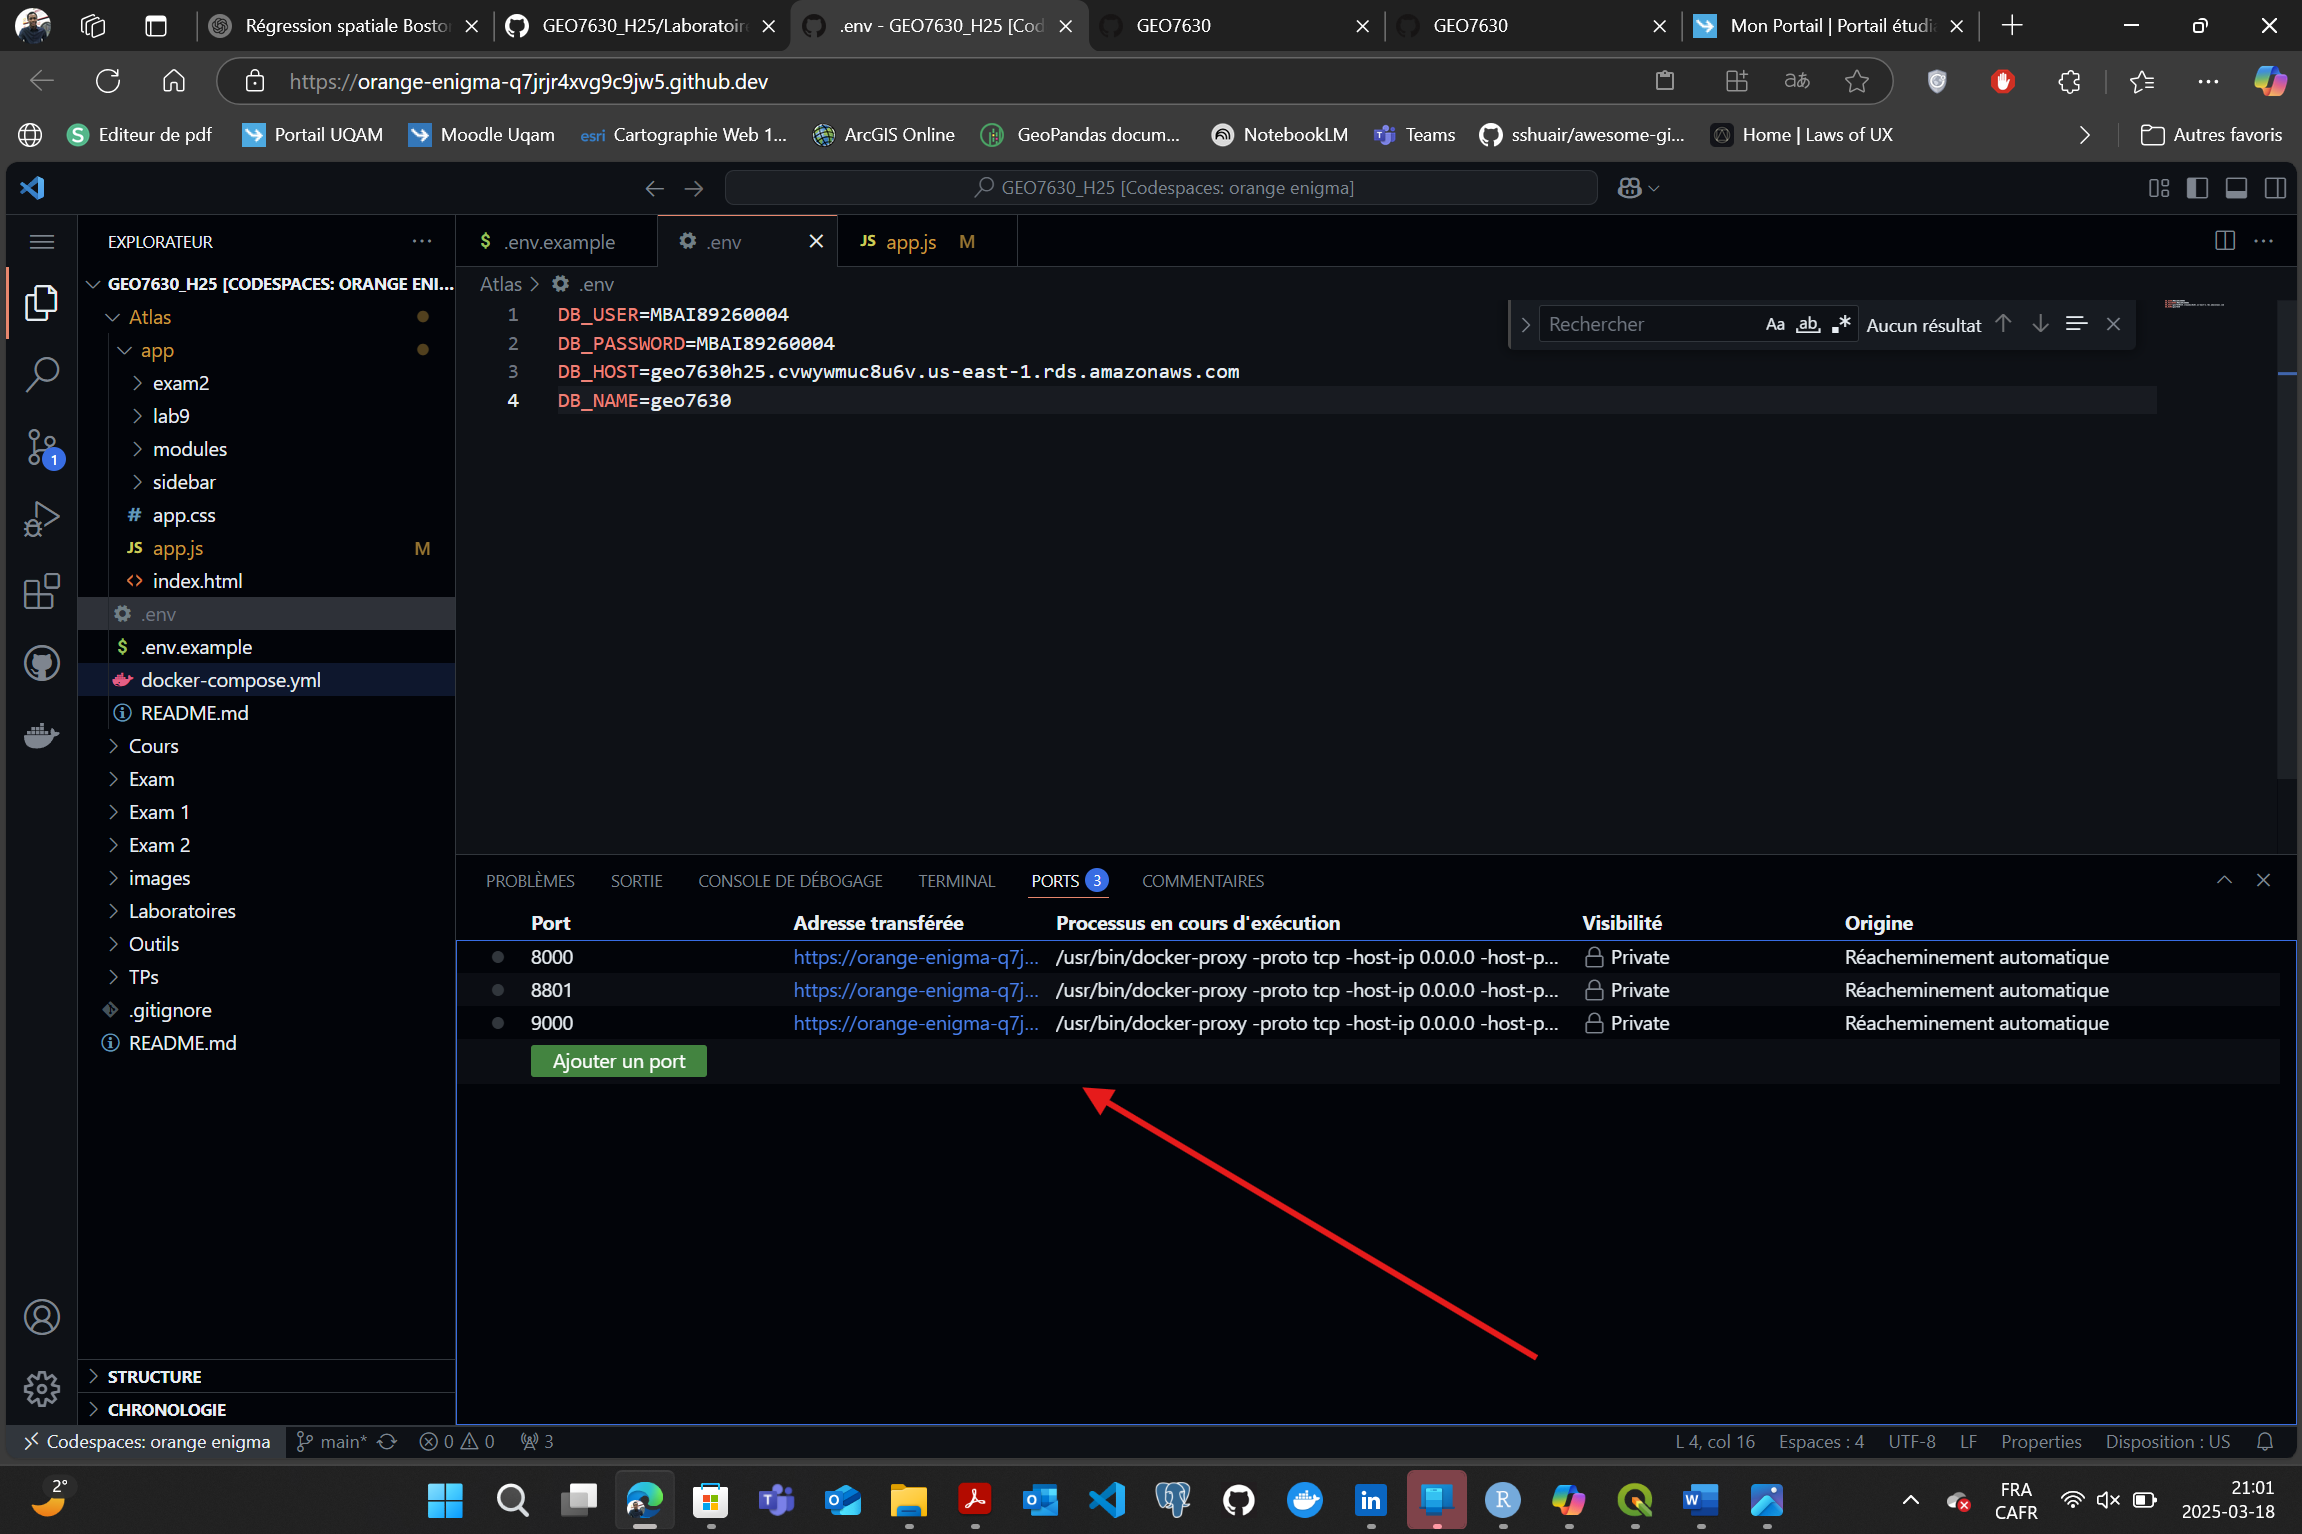 Régression spatiale Bosto
GEO7630_H25/Laboratoir
.env - GEO7630_H25 [Cod
GEO7630
GEO7630
Mon Portail | Portail étudi
https://orange-enigma-q7jrjr4xvg9c9jw5.github.dev
Editeur de pdf
Portail UQAM
Moodle Uqam
esri Cartographie Web 1...
ArcGIS Online
GeoPandas docum...
NotebookLM
Teams
sshuair/awesome-gi...
Home | Laws of UX
Autres favoris
GEO7630_H25 [Codespaces: orange enigma]
EXPLORATEUR
GEO7630_H25 [CODESPACES: ORANGE ENI...
Atlas
app
exam2
lab9
modules
sidebar
# app.css
JS app.js M
<> index.html
.env
$ .env.example
docker-compose.yml
README.md
Cours
Exam
Exam 1
Exam 2
images
Laboratoires
Outils
TPs
.gitignore
README.md
STRUCTURE
CHRONOLOGIE
1
$ .env.example
.env
JS app.js M
Atlas > .env
1 DB_USER=MBAI89260004
2 DB_PASSWORD=MBAI89260004
3 DB_HOST=geo7630h25.cvwywmuc8u6v.us-east-1.rds.amazonaws.com
4 DB_NAME=geo7630
Rechercher Aa ab .* Aucun résultat
PROBLÈMES SORTIE CONSOLE DE DÉBOGAGE TERMINAL PORTS 3 COMMENTAIRES
Port Adresse transférée Processus en cours d'exécution Visibilité Origine
8000 https://orange-enigma-q7j... /usr/bin/docker-proxy -proto tcp -host-ip 0.0.0.0 -host-p... Private Réacheminement automatique
8801 https://orange-enigma-q7j... /usr/bin/docker-proxy -proto tcp -host-ip 0.0.0.0 -host-p... Private Réacheminement automatique
9000 https://orange-enigma-q7j... /usr/bin/docker-proxy -proto tcp -host-ip 0.0.0.0 -host-p... Private Réacheminement automatique
Ajouter un port
Codespaces: orange enigma main* 0 0 3
L 4, col 16 Espaces : 4 UTF-8 LF Properties Disposition : US
2°
FRA
CAFR
21:01
2025-03-18